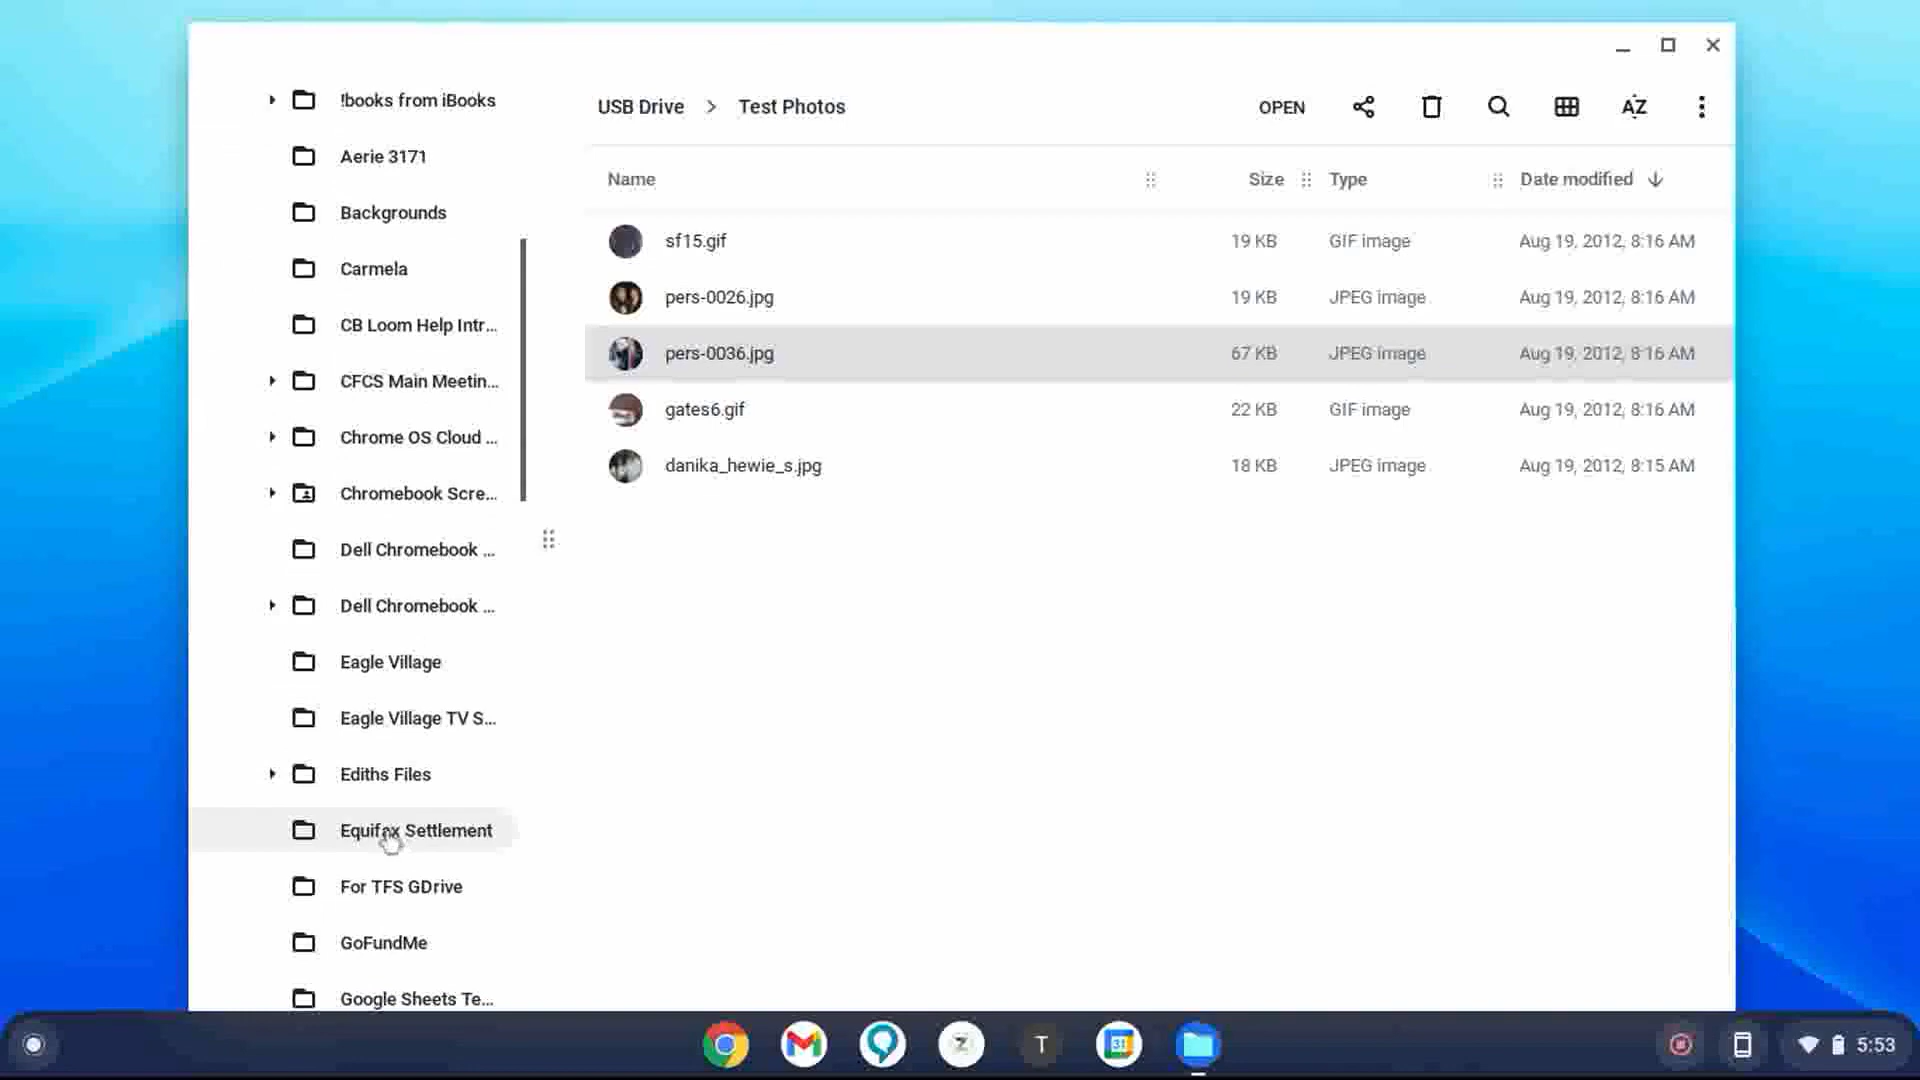 !books from iBooks
Aerie 3171
Backgrounds
Carmela
CB Loom Help Intr...
CFCS Main Meetin...
Chrome OS Cloud ...
Chromebook Scre...
Dell Chromebook ...
Dell Chromebook ...
Eagle Village
Eagle Village TV S...
Ediths Files
Equifax Settlement
For TFS GDrive
GoFundMe
Google Sheets Te...
USB Drive > Test Photos
OPEN
AZ
Name Size Type Date modified
sf15.gif 19 KB GIF image Aug 19, 2012, 8:16 AM
pers-0026.jpg 19 KB JPEG image Aug 19, 2012, 8:16 AM
pers-0036.jpg 67 KB JPEG image Aug 19, 2012, 8:16 AM
gates6.gif 22 KB GIF image Aug 19, 2012, 8:16 AM
danika_hewie_s.jpg 18 KB JPEG image Aug 19, 2012, 8:15 AM
Z
T
31
5:53